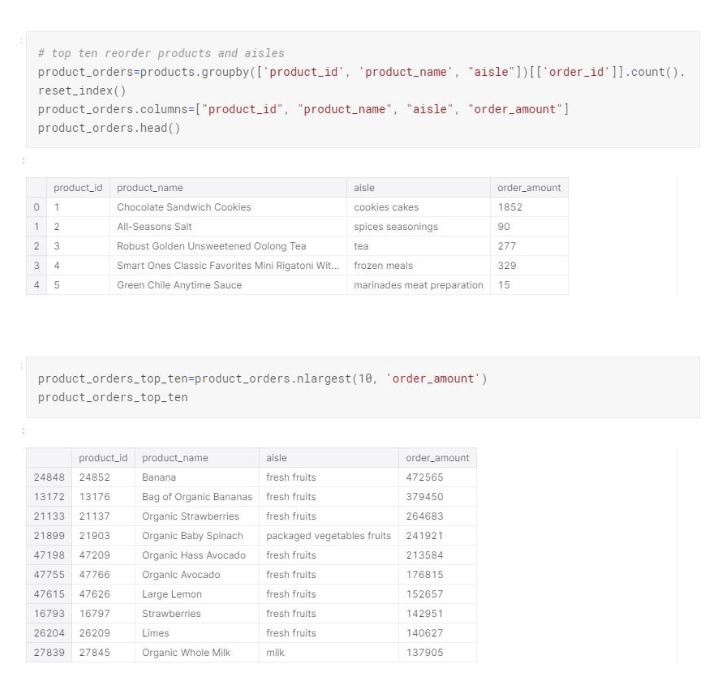 # top ten reorder products and aisles
product_orders=products.groupby(['product_id', 'product_name', "aisle"])[['order_id']].count().
reset_index()
product_orders.columns=["product_id", "product_name", "aisle", "order_amount"]
product_orders.head()
product_id product_name aisle order_amount
0 1 Chocolate Sandwich Cookies cookies cakes 1852
1 2 All-Seasons Salt spices seasonings 90
2 3 Robust Golden Unsweetened Oolong Tea tea 277
3 4 Smart Ones Classic Favorites Mini Rigatoni Wit... frozen meals 329
4 5 Green Chile Anytime Sauce marinades meat preparation 15
product_orders_top_ten=product_orders.nlargest(10, 'order_amount')
product_orders_top_ten
product_id product_name aisle order_amount
24848 24852 Banana fresh fruits 472565
13172 13176 Bag of Organic Bananas fresh fruits 379450
21133 21137 Organic Strawberries fresh fruits 264683
21899 21903 Organic Baby Spinach packaged vegetables fruits 241921
47198 47209 Organic Hass Avocado fresh fruits 213584
47755 47766 Organic Avocado fresh fruits 176815
47615 47626 Large Lemon fresh fruits 152657
16793 16797 Strawberries fresh fruits 142951
26204 26209 Limes fresh fruits 140627
27839 27845 Organic Whole Milk milk 137905